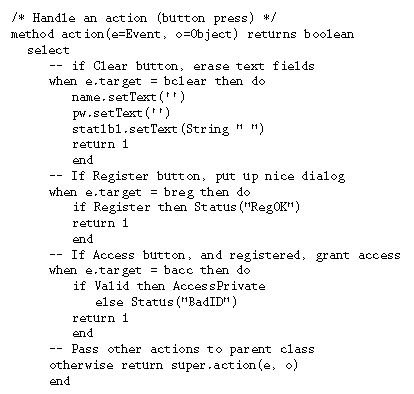 /* Handle an action (button press) */
method action(e=Event, o=Object) returns boolean
select
-- if Clear button, erase text fields
when e.target = bclear then do
name.setText('')
pw.setText('')
statlbl.setText(String " ")
return 1
end
-- If Register button, put up nice dialog
when e.target = breg then do
if Register then Status("RegOK")
return 1
end
-- If Access button, and registered, grant access
when e.target = bacc then do
if Valid then AccessPrivate
else Status("BadID")
return 1
end
-- Pass other actions to parent class
otherwise return super.action(e, o)
end